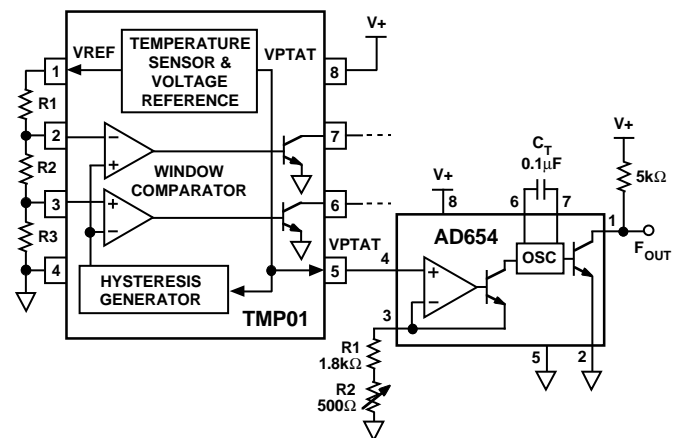 TEMPERATURE
SENSOR &
VOLTAGE
REFERENCE
VREF
VPTAT
V+
1
8
R1
2
7
R2
WINDOW
COMPARATOR
3
6
R3
VPTAT
4
5
HYSTERESIS
GENERATOR
TMP01
V+
8
CT
0.1μF
6
7
V+
5kΩ
1
FOUT
AD654
OSC
4
3
R1
1.8kΩ
R2
500Ω
5
2